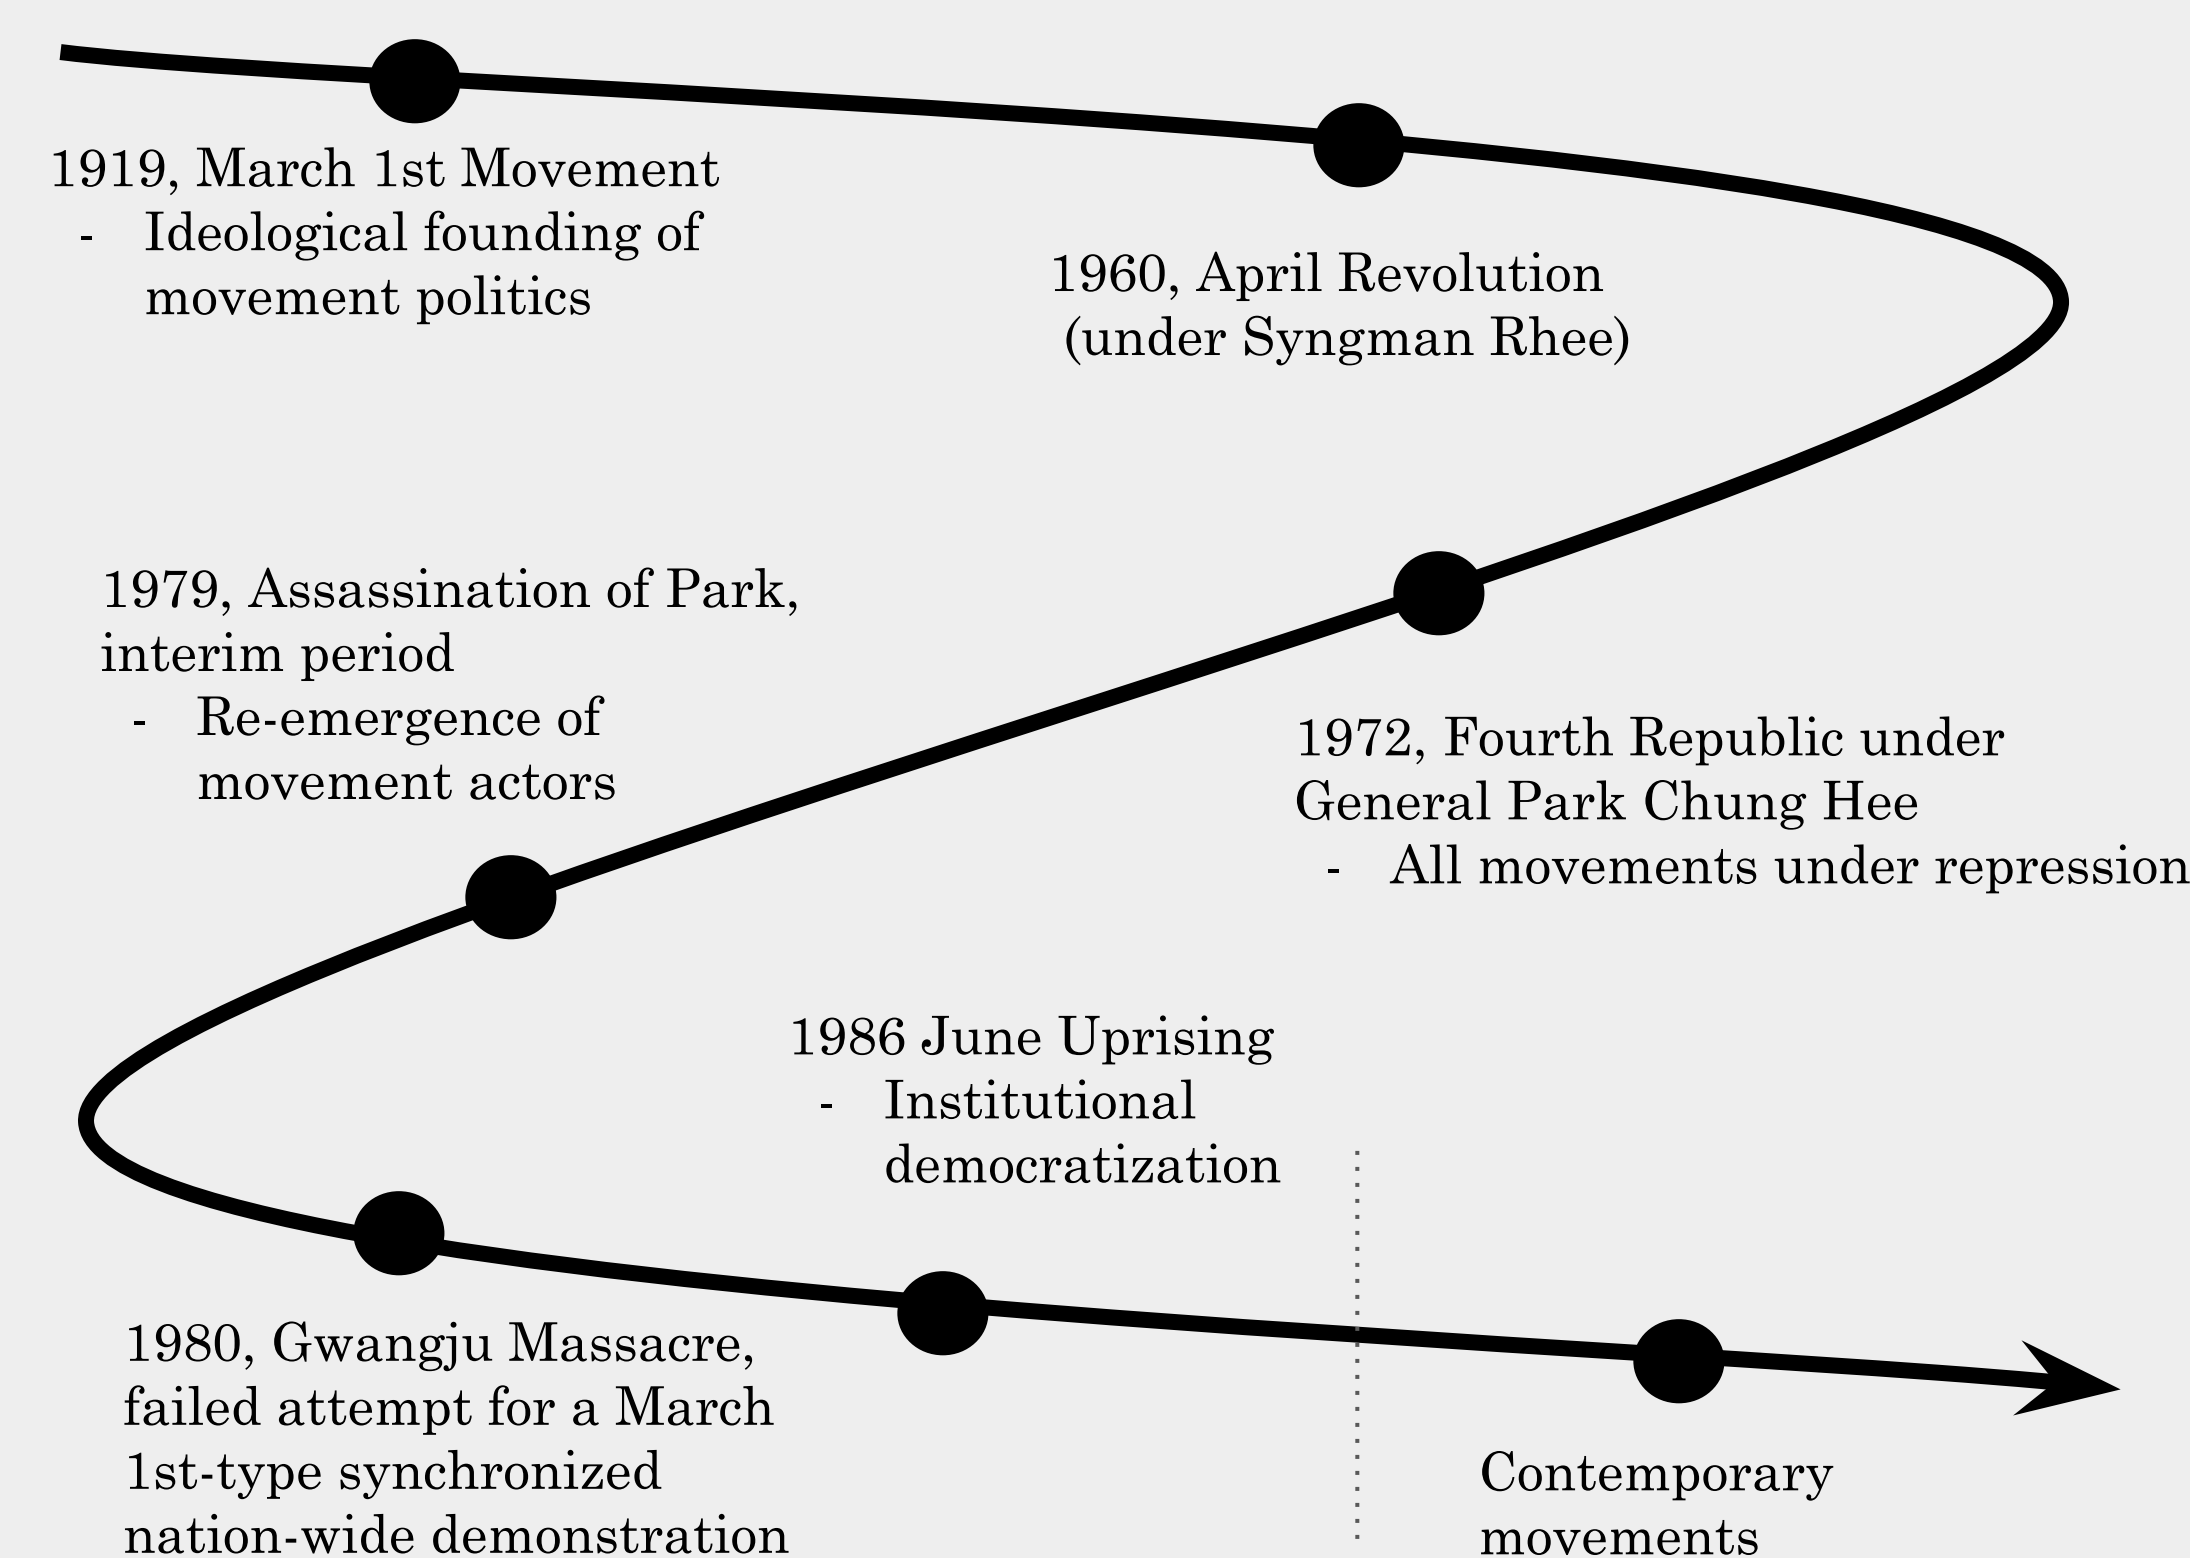 1919, March 1st Movement
- Ideological founding of
movement politics
1960, April Revolution
(under Syngman Rhee)
1972, Fourth Republic under
General Park Chung Hee
- All movements under repression
1979, Assassination of Park,
interim period
- Re-emergence of
movement actors
1980, Gwangju Massacre,
failed attempt for a March
1st-type synchronized
nation-wide demonstration
1986 June Uprising
- Institutional
democratization
Contemporary
movements